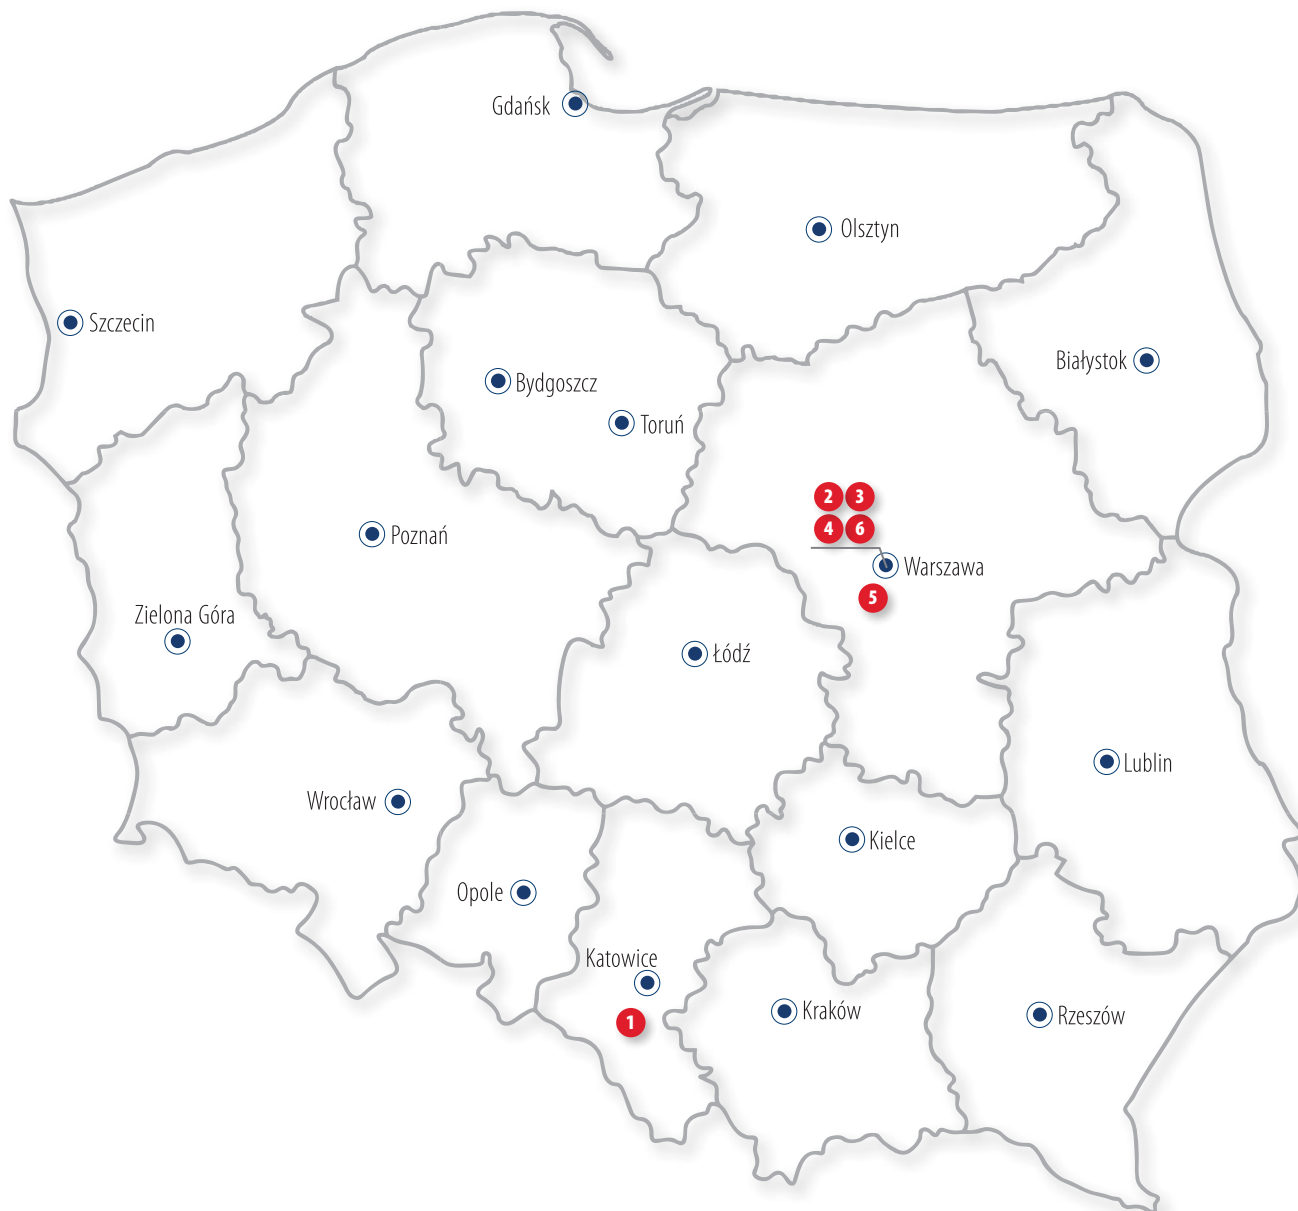 Gdańsk
Olsztyn
Szczecin
Białystok
Bydgoszcz
Toruń
2 3
4 6
Poznań
Warszawa
5
Zielona Góra
Łódź
Lublin
Wrocław
Kielce
Opole
Katowice
Kraków
Rzeszów
1